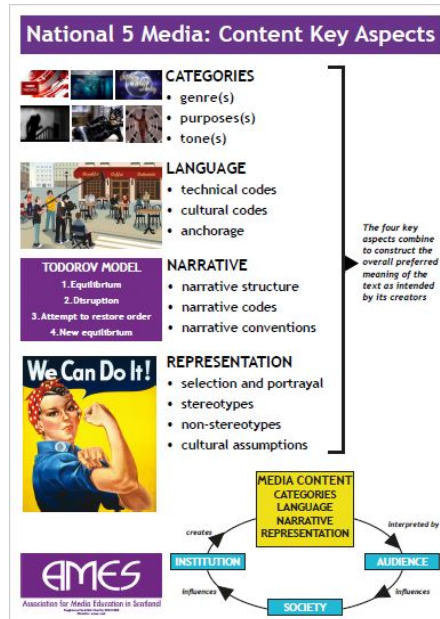 National 5 Media: Content Key Aspects
CATEGORIES
• genre(s)
• purposes(s)
• tone(s)
LANGUAGE
• technical codes
• cultural codes
• anchorage
TODOROV MODEL
1.Equilibrium
2.Disruption
3.Attempt to restore order
4.New equilibrium
NARRATIVE
• narrative structure
• narrative codes
• narrative conventions
The four key
aspects combine
to construct the
overall preferred
meaning of the
text as intended
by its creators
We Can Do It!
REPRESENTATION
• selection and portrayal
• stereotypes
• non-stereotypes
• cultural assumptions
MEDIA CONTENT
CATEGORIES
LANGUAGE
NARRATIVE
REPRESENTATION
creates
interpreted by
INSTITUTION
AUDIENCE
influences
influences
SOCIETY
AMES
Association for Media Education in Scotland